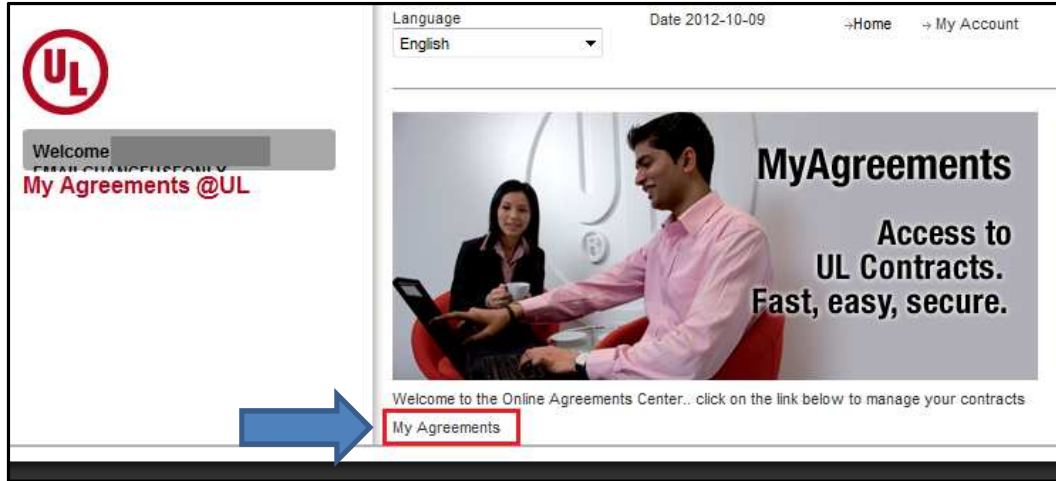 UL
Welcome
My Agreements @UL
Language
English
Date 2012-10-09
→Home
→ My Account
MyAgreements
Access to
UL Contracts.
Fast, easy, secure.
Welcome to the Online Agreements Center.. click on the link below to manage your contracts
My Agreements